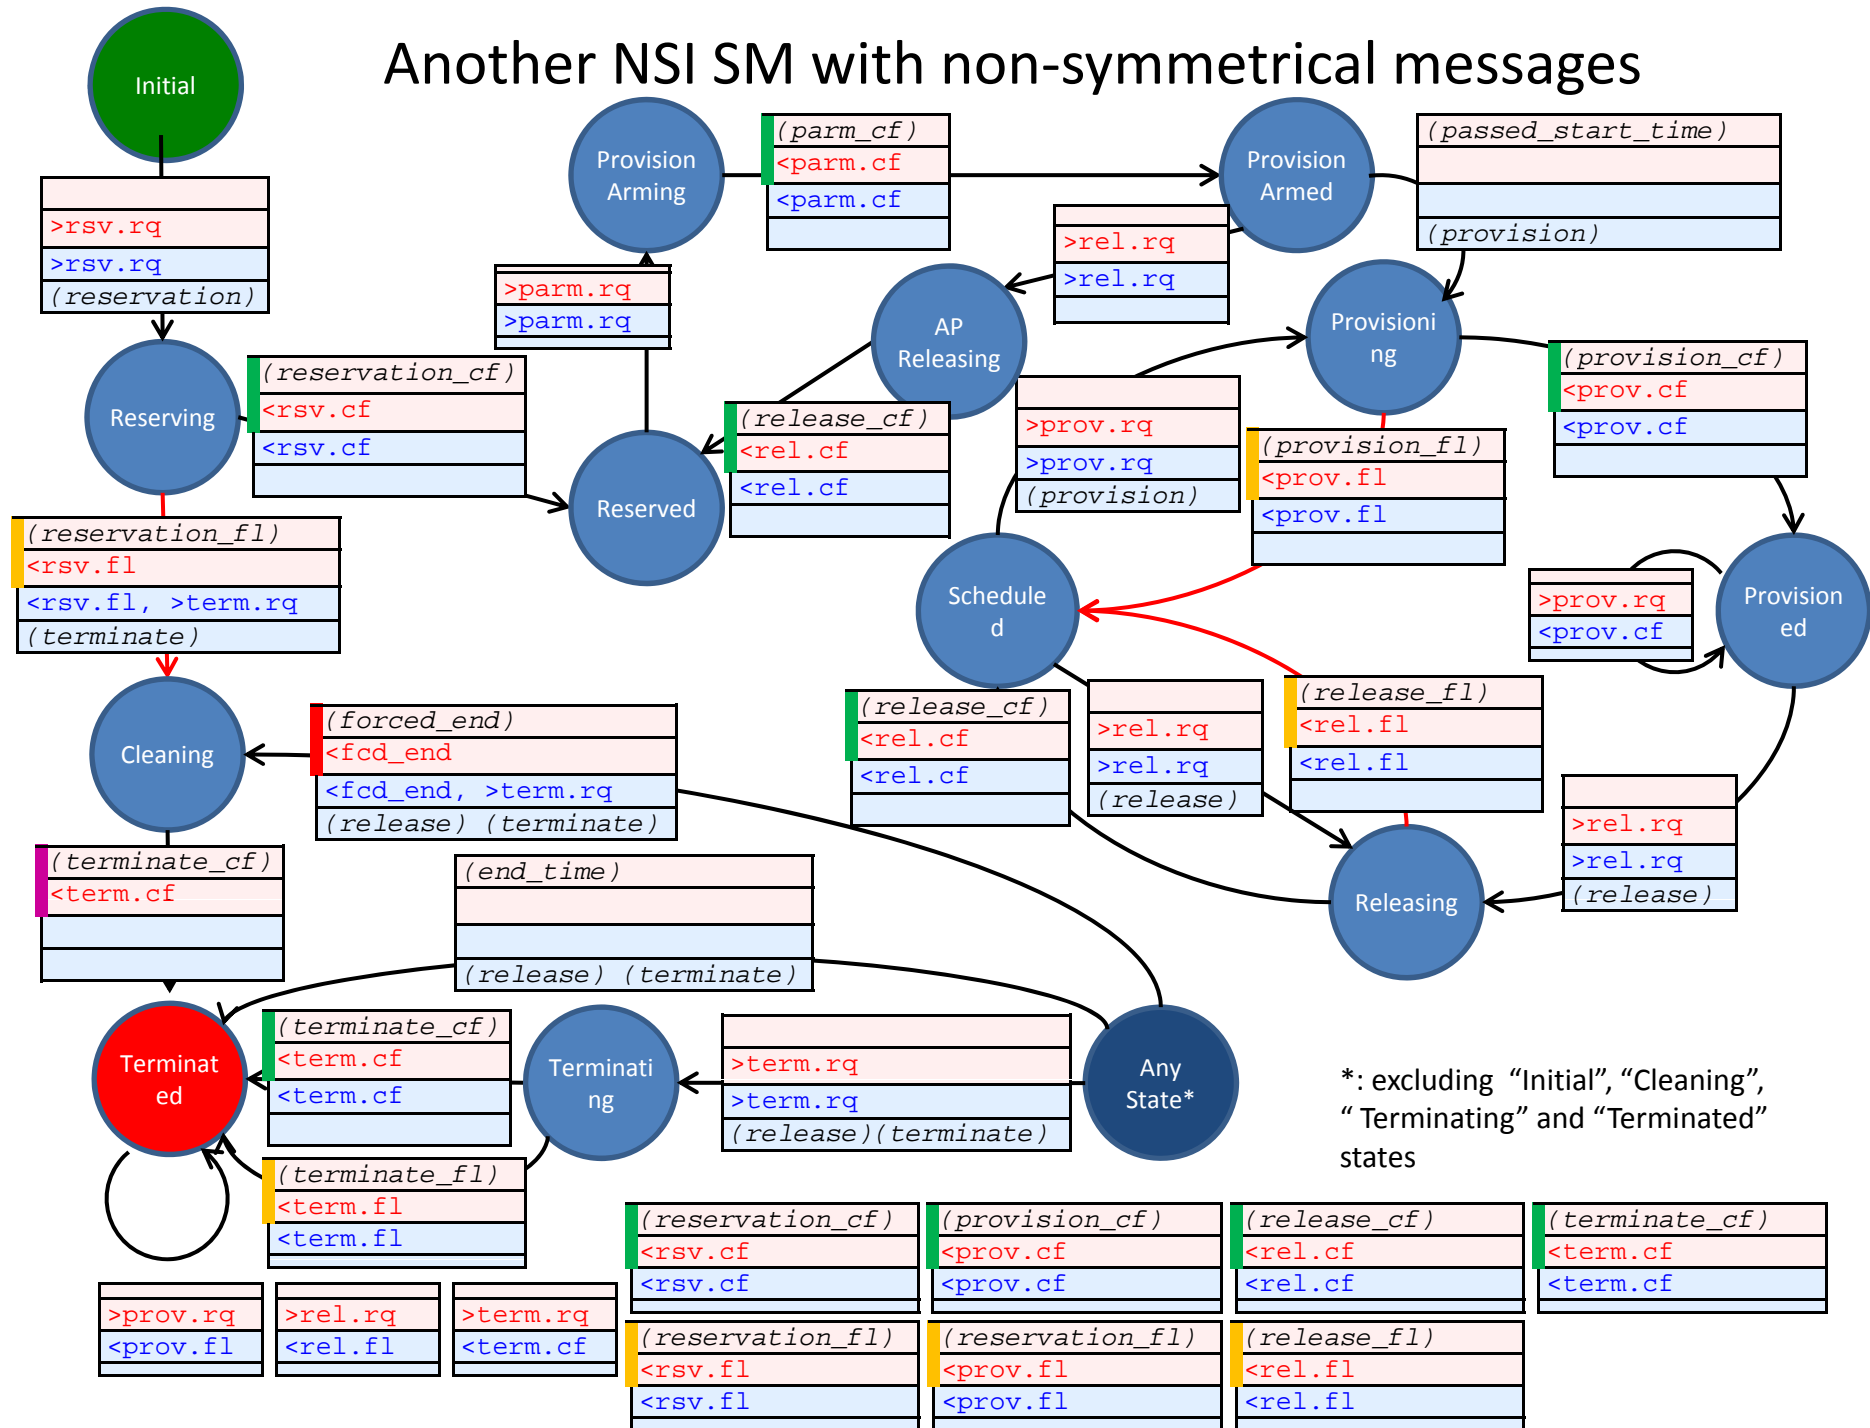 Another NSI SM with non-symmetrical messages
Initial
>rsv.rq
>rsv.rq
(reservation)
Reserving
(reservation_cf)
<rsv.cf
<rsv.cf
Reserved
>parm.rq
>parm.rq
Provision
Arming
(parm_cf)
<parm.cf
<parm.cf
Provision
Armed
(passed_start_time)
(provision)
>rel.rq
>rel.rq
AP
Releasing
(release_cf)
<rel.cf
<rel.cf
Provisioni
ng
>prov.rq
>prov.rq
(provision)
(provision_fl)
<prov.fl
<prov.fl
(provision_cf)
<prov.cf
<prov.cf
(reservation_fl)
<rsv.fl
<rsv.fl, >term.rq
(terminate)
Schedule
d
>prov.rq
<prov.cf
Provision
ed
Cleaning
(forced_end)
<fcd_end
<fcd_end, >term.rq
(release) (terminate)
(release_cf)
<rel.cf
<rel.cf
>rel.rq
>rel.rq
(release)
(release_fl)
<rel.fl
<rel.fl
>rel.rq
>rel.rq
(release)
Releasing
(terminate_cf)
<term.cf
(end_time)
(release) (terminate)
Terminat
ed
(terminate_cf)
<term.cf
<term.cf
Terminati
ng
>term.rq
>term.rq
(release)(terminate)
Any
State*
*: excluding “Initial”, “Cleaning”,
“ Terminating” and “Terminated”
states
(terminate_fl)
<term.fl
<term.fl
>prov.rq
<prov.fl
>rel.rq
<rel.fl
>term.rq
<term.cf
(reservation_cf)
<rsv.cf
<rsv.cf
(provision_cf)
<prov.cf
<prov.cf
(release_cf)
<rel.cf
<rel.cf
(terminate_cf)
<term.cf
<term.cf
(reservation_fl)
<rsv.fl
<rsv.fl
(reservation_fl)
<prov.fl
<prov.fl
(release_fl)
<rel.fl
<rel.fl